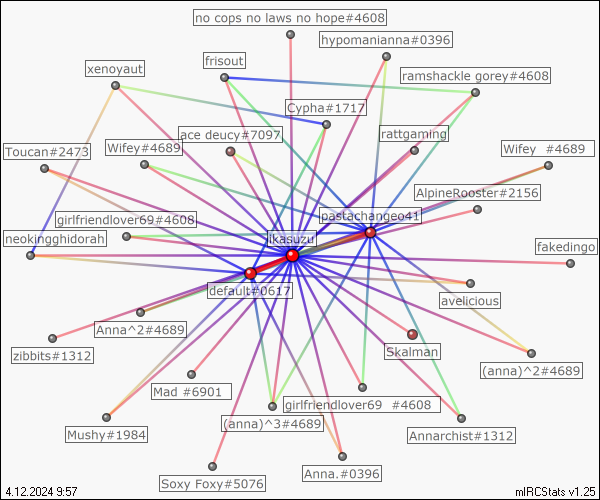 no cops no laws no hope#4608
hypomanianna#0396
frisout
xenoyaut
ramshackle gorey#4608
Cypha#1717
ace deucy#7097
rattgaming
Wifey#4689
Wifey #4689
Toucan#2473
AlpineRooster#2156
pastachangeo41
girlfriendlover69#4608
ikasuzu
neokingghidorah
fakedingo
default#0617
avelicious
Anna^2#4689
zibbits#1312
Skalman
(anna)^2#4689
Mad #6901
girlfriendlover69 #4608
(anna)^3#4689
Mushy#1984
Annarchist#1312
Anna.#0396
Soxy Foxy#5076
4.12.2024 9:57
mIRCStats v1.25